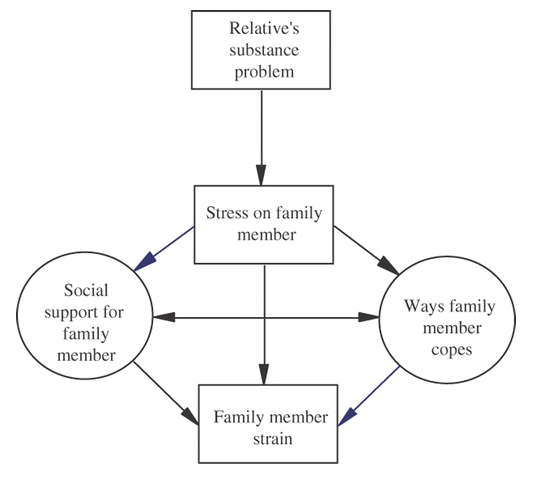 Relative's
substance
problem
Stress on family
member
Social
support for
family
member
Ways family
member
copes
Family member
strain